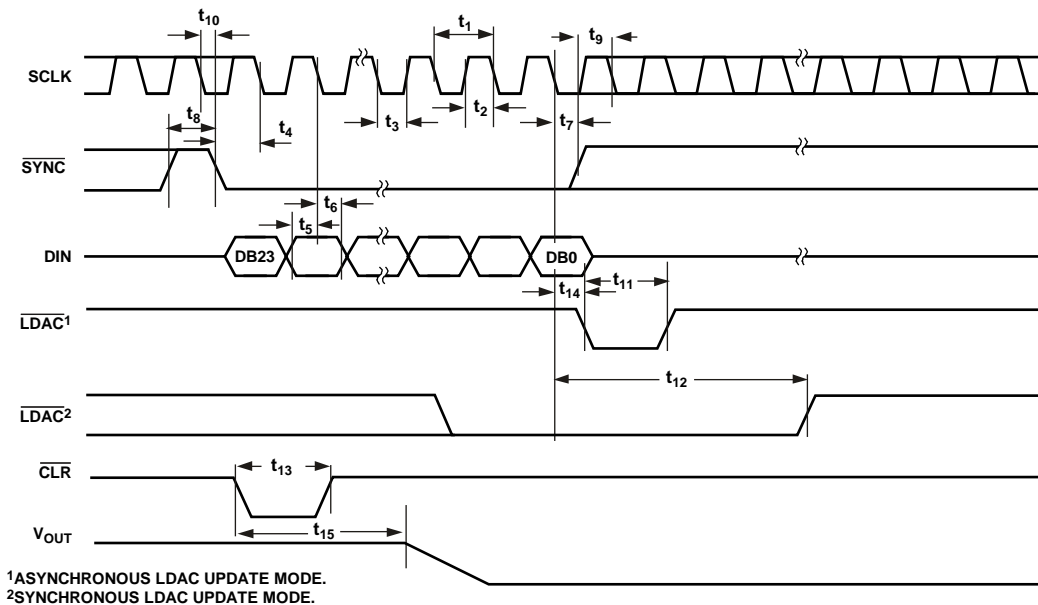 t10
t1
t9
SCLK
t8
t4
t3
t2
t7
SYNC
t6
t5
DIN
DB23
DB0
t14
t11
LDAC1
t12
LDAC2
CLR
t13
t15
VOUT
1ASYNCHRONOUS LDAC UPDATE MODE.
2SYNCHRONOUS LDAC UPDATE MODE.